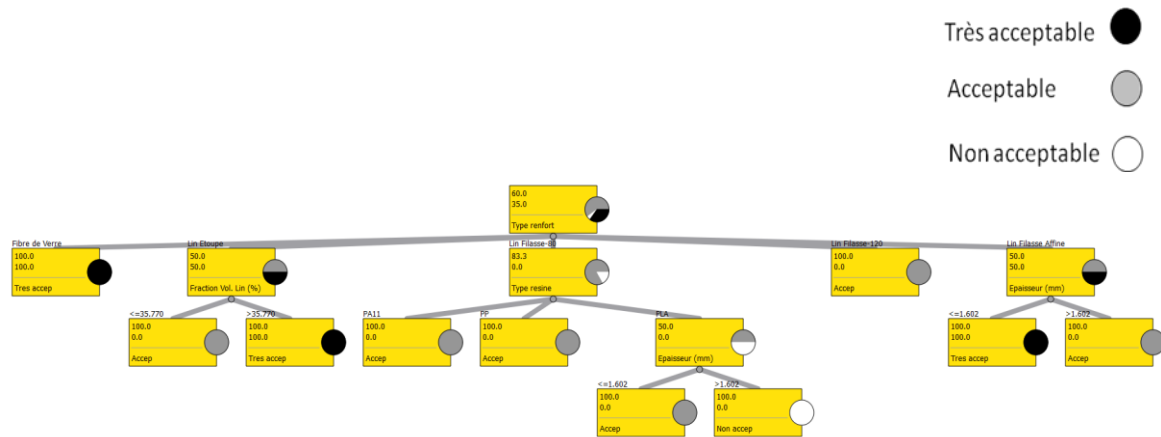 Très acceptable
Acceptable
Non acceptable
60.0
35.0
Type renfort
Fibre de Verre
100.0
100.0
Tres accep
Lin Etoupe
50.0
50.0
Fraction Vol. Lin (%)
Lin Filasse-80
83.3
0.0
Type resine
Lin Filasse-120
100.0
0.0
Accep
Lin Filasse Affine
50.0
50.0
Epaisseur (mm)
<=35.770
100.0
0.0
Accep
>35.770
100.0
100.0
Tres accep
PA11
100.0
0.0
Accep
PP
100.0
0.0
Accep
PLA
50.0
0.0
Epaisseur (mm)
<=1.602
100.0
100.0
Tres accep
>1.602
100.0
0.0
Accep
<=1.602
100.0
0.0
Accep
>1.602
100.0
0.0
Non accep